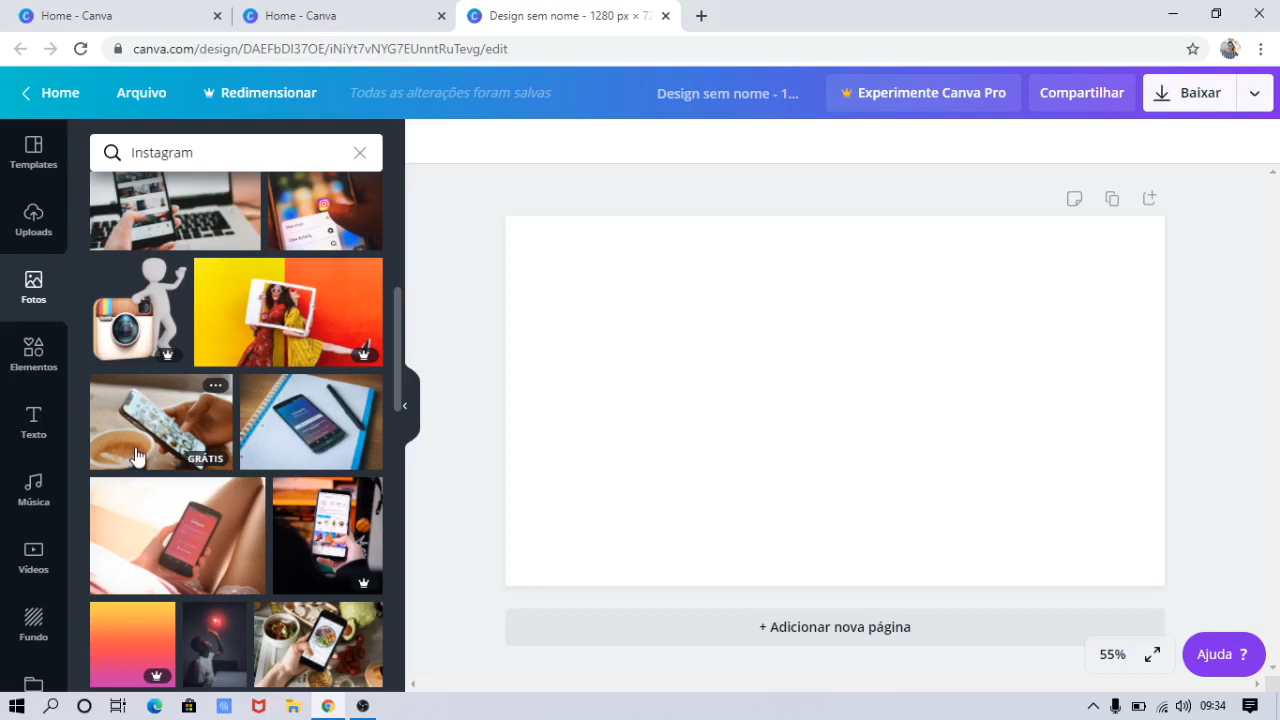 Home - Canva
Home - Canva
Design sem nome - 1280 px × 72
canva.com/design/DAEFbDI37OE/iNiYt7vNYG7EUnntRuTevg/edit
Home
Arquivo
Redimensionar
Todas as alterações foram salvas
Design sem nome - 1...
Experimente Canva Pro
Compartilhar
Baixar
Templates
Uploads
Fotos
Elementos
Texto
Música
Vídeos
Fundo
Instagram
GRÁTIS
+ Adicionar nova página
55%
Ajuda ?
09:34